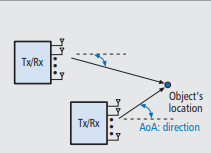 Tx/Rx
Object's
location
Tx/Rx
AoA: direction